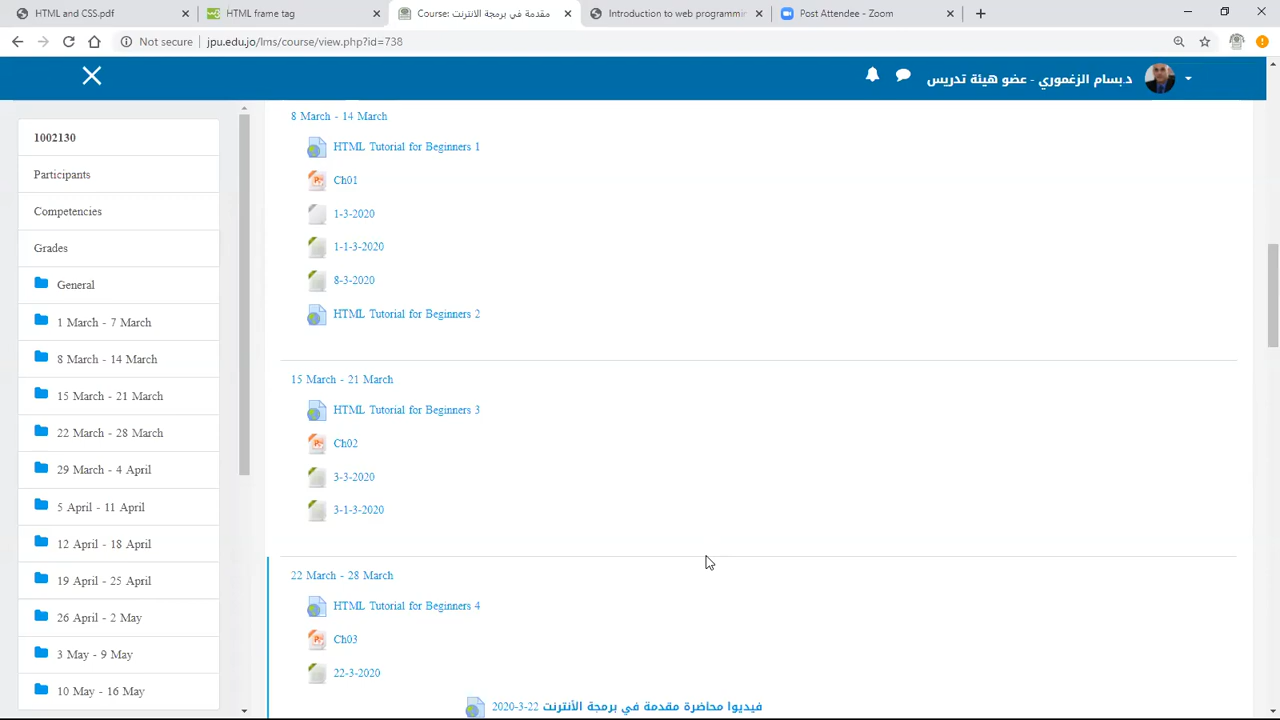 HTML and CSS.pdf
HTML frame tag
Course: مقدمة في برمجة الانترنت
Introduction to web programmin
Post Attendee - Zoom
Not secure
jpu.edu.jo/lms/course/view.php?id=738
د.بسام الزغموري - عضو هيئة تدريس
1002130
Participants
Competencies
Grades
General
1 March - 7 March
8 March - 14 March
15 March - 21 March
22 March - 28 March
29 March - 4 April
5 April - 11 April
12 April - 18 April
19 April - 25 April
26 April - 2 May
3 May - 9 May
10 May - 16 May
8 March - 14 March
HTML Tutorial for Beginners 1
Ch01
1-3-2020
1-1-3-2020
8-3-2020
HTML Tutorial for Beginners 2
15 March - 21 March
HTML Tutorial for Beginners 3
Ch02
3-3-2020
3-1-3-2020
22 March - 28 March
HTML Tutorial for Beginners 4
Ch03
22-3-2020
فيديوا محاضرة مقدمة في برمجة الأنترنت 22-3-2020